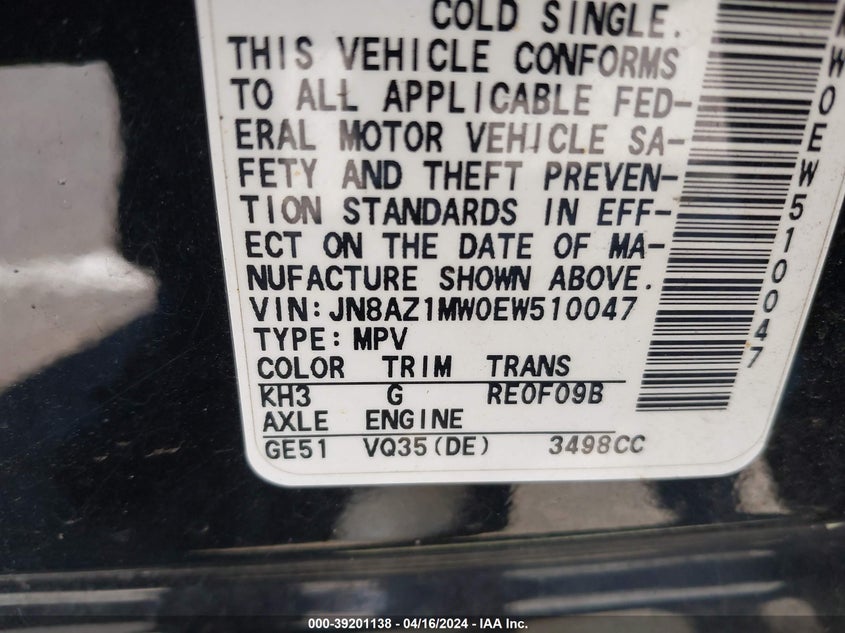 COLD SINGLE.
THIS VEHICLE CONFORMS
TO ALL APPLICABLE FED-
ERAL MOTOR VEHICLE SA-
FETY AND THEFT PREVEN-
TION STANDARDS IN EFF-
ECT ON THE DATE OF MA-
NUFACTURE SHOWN ABOVE.
VIN:JN8AZ1MW0EW510047
TYPE:MPV
COLOR TRIM TRANS
KH3 G RE0F09B
AXLE ENGINE
GE51 VQ35(DE) 3498CC
W0EW510047
000-39201138 - 04/16/2024 - IAA Inc.